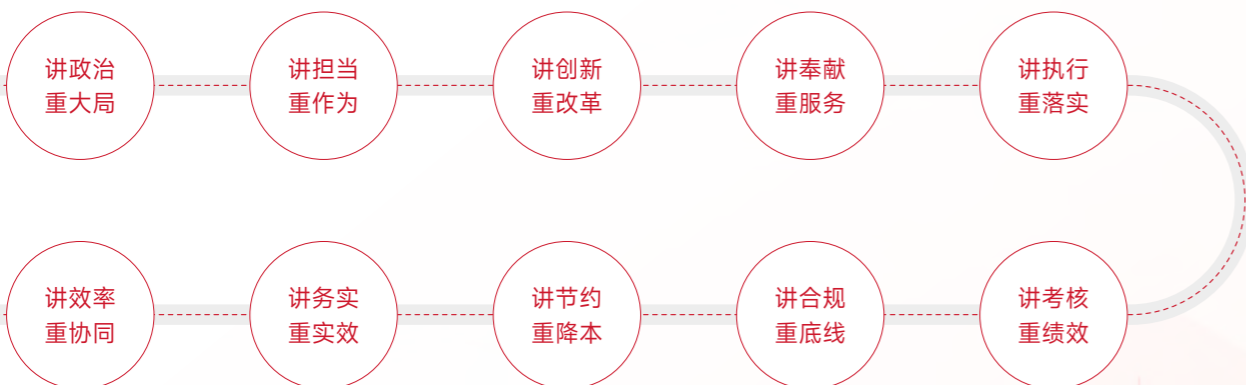 讲政治
重大局
讲担当
重作为
讲创新
重改革
讲奉献
重服务
讲执行
重落实
讲效率
重协同
讲务实
重实效
讲节约
重降本
讲合规
重底线
讲考核
重绩效